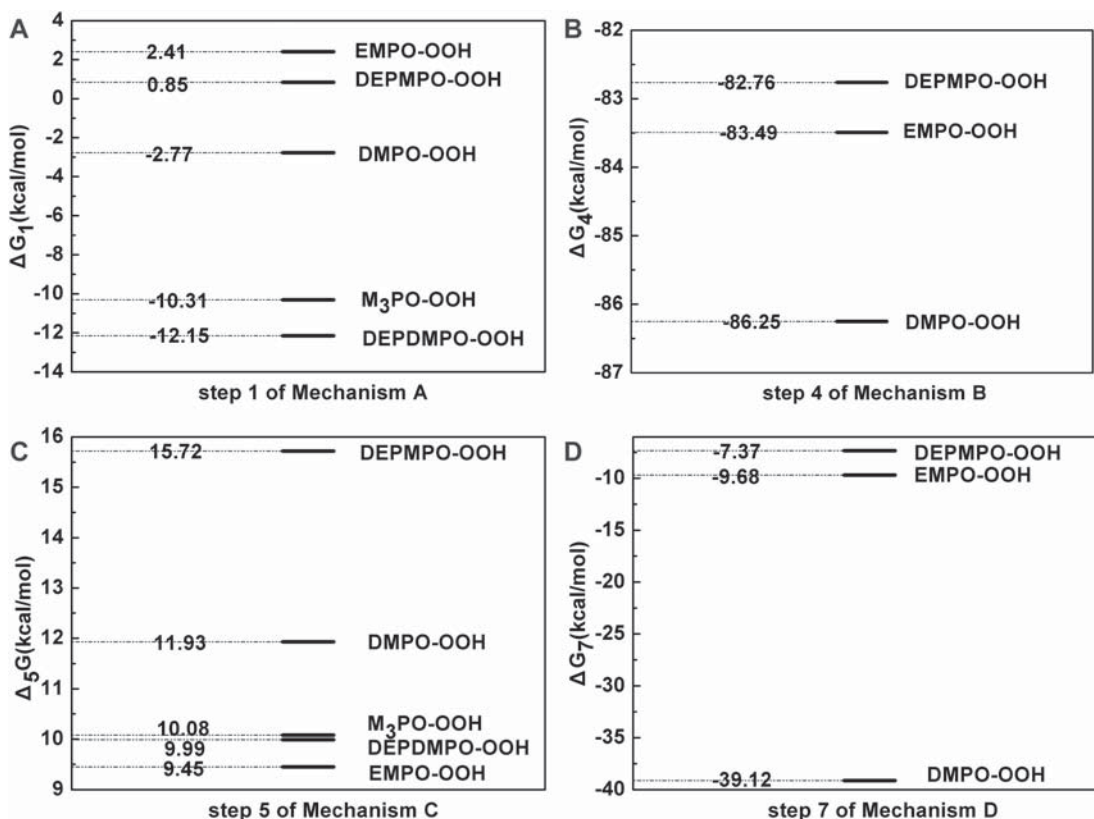 A
4
2
0
-2
-4
-6
-8
-10
-12
-14
ΔG1(kcal/mol)
2.41
EMPO-OOH
0.85
DEPMPO-OOH
-2.77
DMPO-OOH
-10.31
M3PO-OOH
-12.15
DEPDMPO-OOH
step 1 of Mechanism A
B
-82
-83
-84
-85
-86
-87
ΔG4(kcal/mol)
-82.76
DEPMPO-OOH
-83.49
EMPO-OOH
-86.25
DMPO-OOH
step 4 of Mechanism B
C
16
15
14
13
12
11
10
9
Δ5G(kcal/mol)
15.72
DEPMPO-OOH
11.93
DMPO-OOH
10.08
M3PO-OOH
9.99
DEPDMPO-OOH
9.45
EMPO-OOH
step 5 of Mechanism C
D
-10
-15
-20
-25
-30
-35
-40
ΔG7(kcal/mol)
-7.37
DEPMPO-OOH
-9.68
EMPO-OOH
-39.12
DMPO-OOH
step 7 of Mechanism D